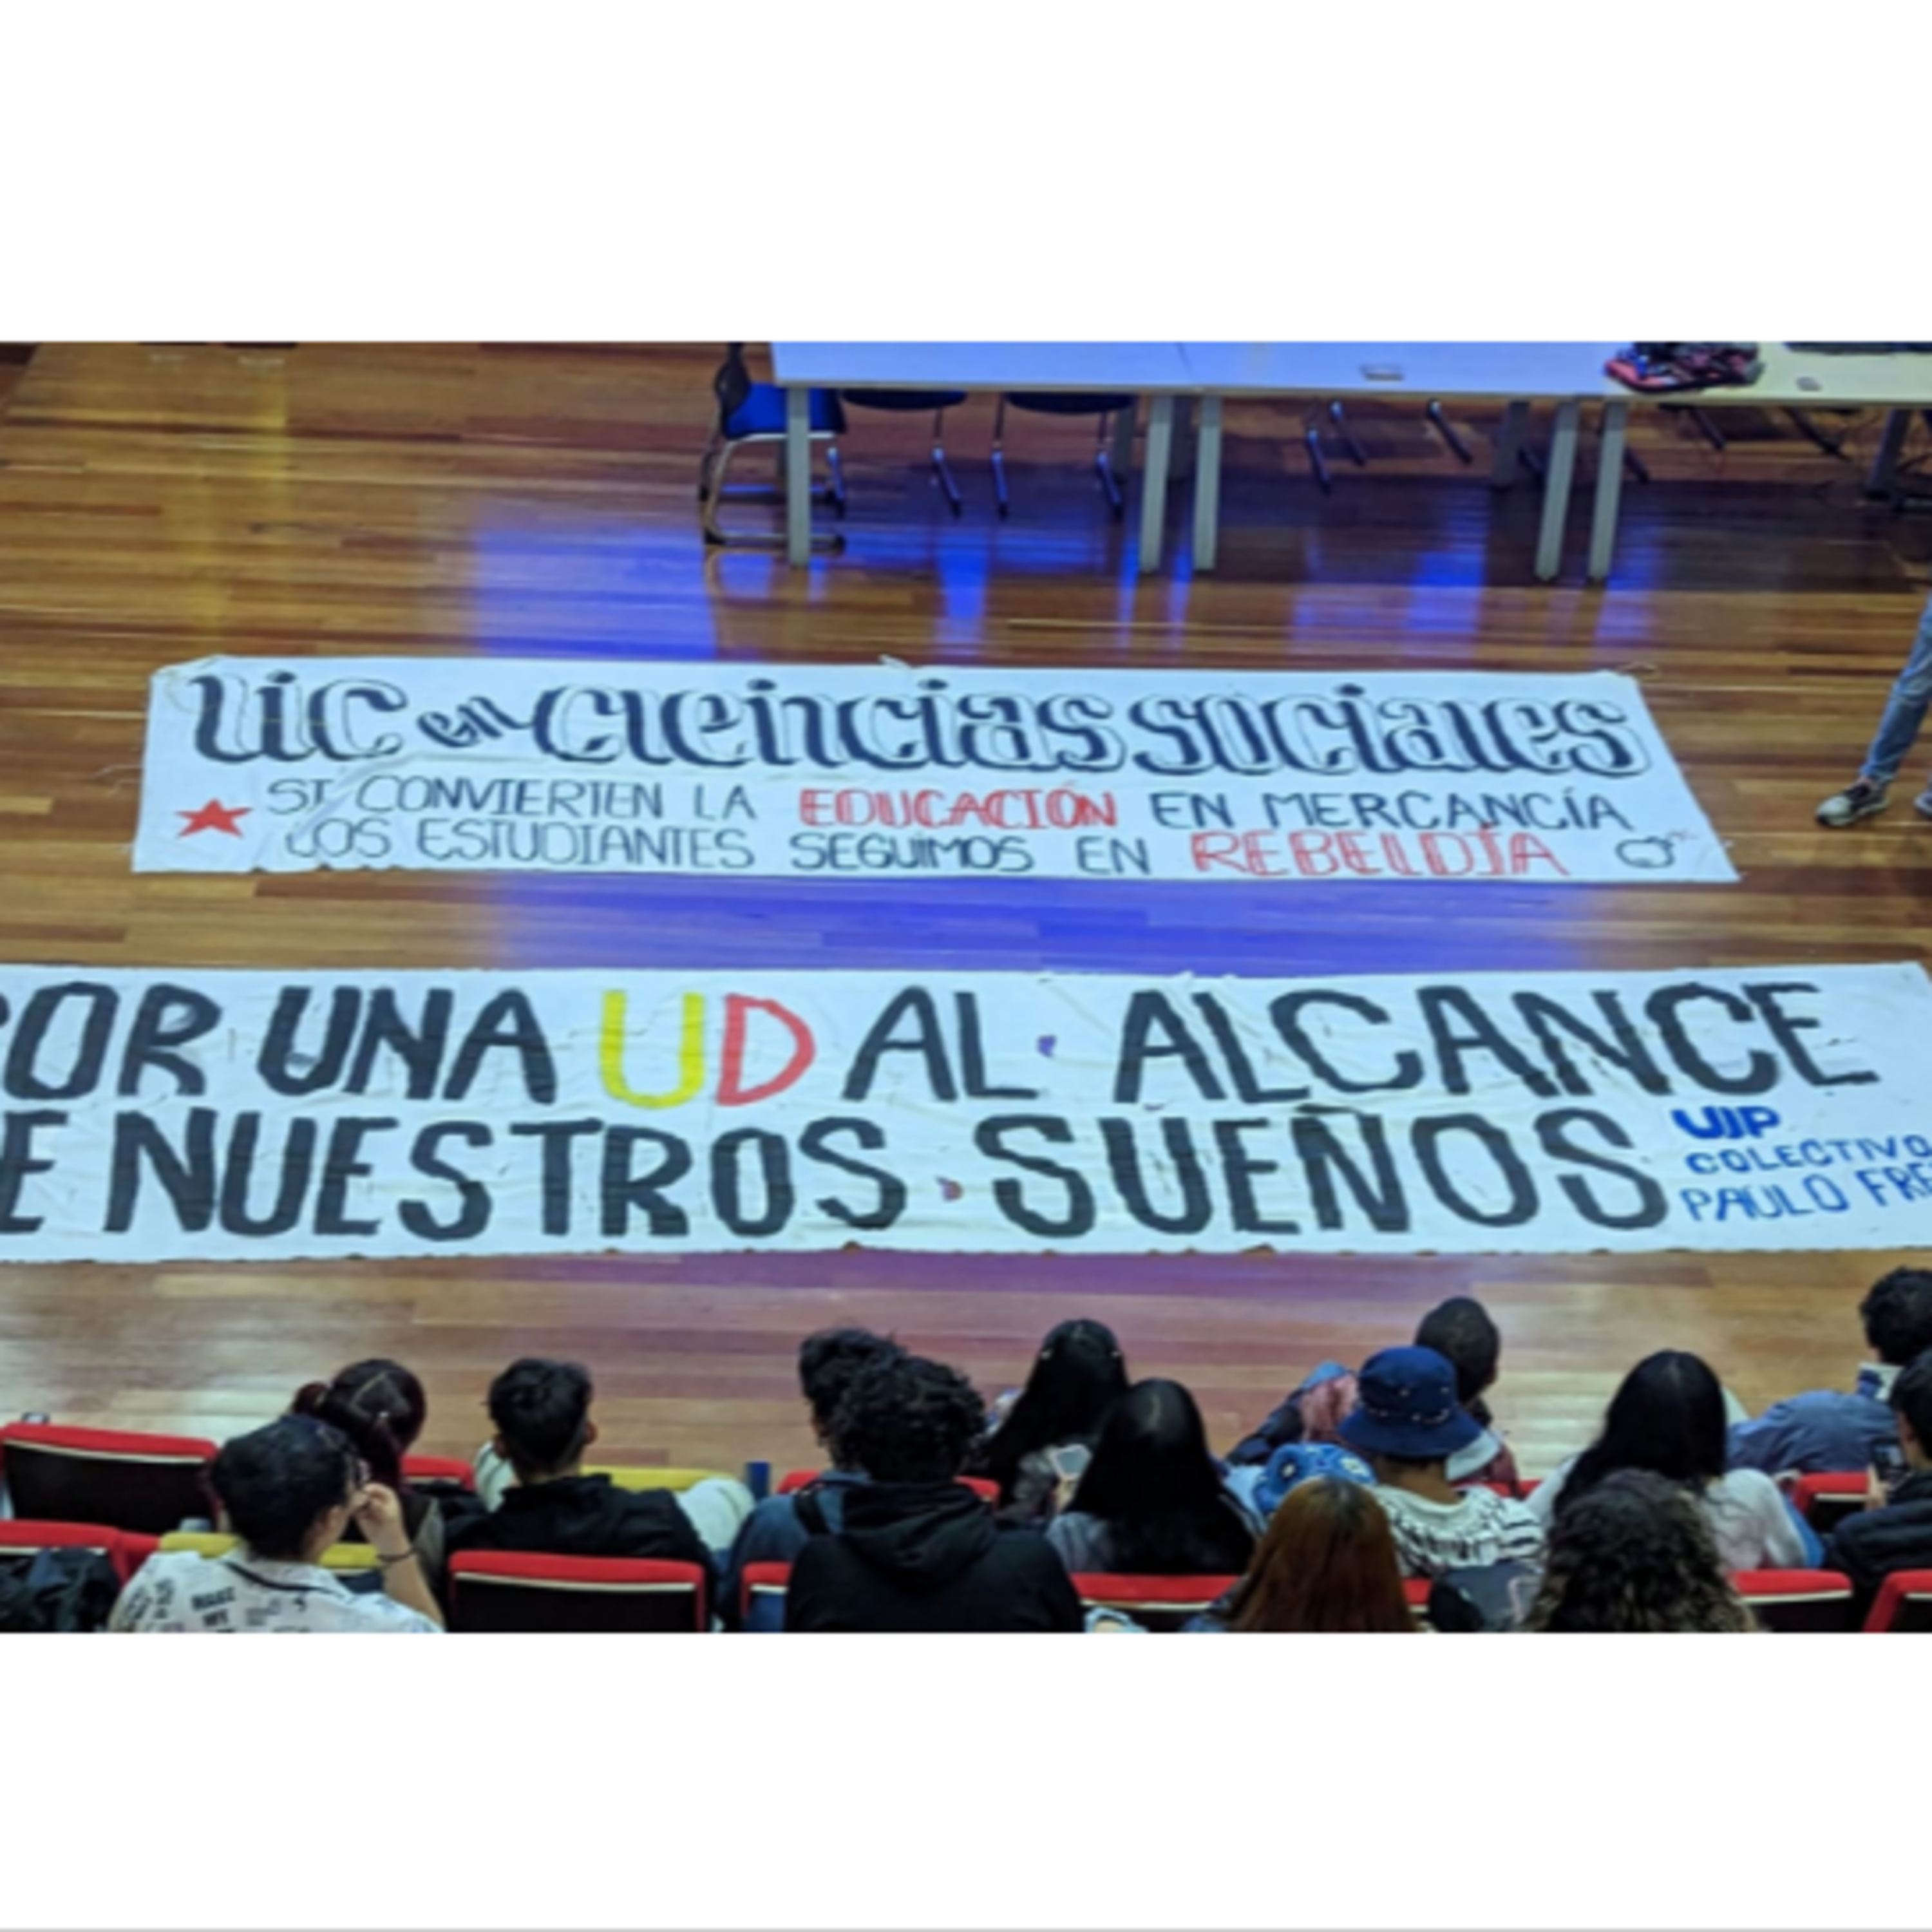 Lic en ciencias sociales
SI CONVIERTEN LA EDUCACIÓN EN MERCANCÍA
LOS ESTUDIANTES SEGUIMOS EN REBELDÍA
OR UNA UD AL ALCANCE
E NUESTROS SUEÑOS
UJP
COLECTIVO
PAULO FRE